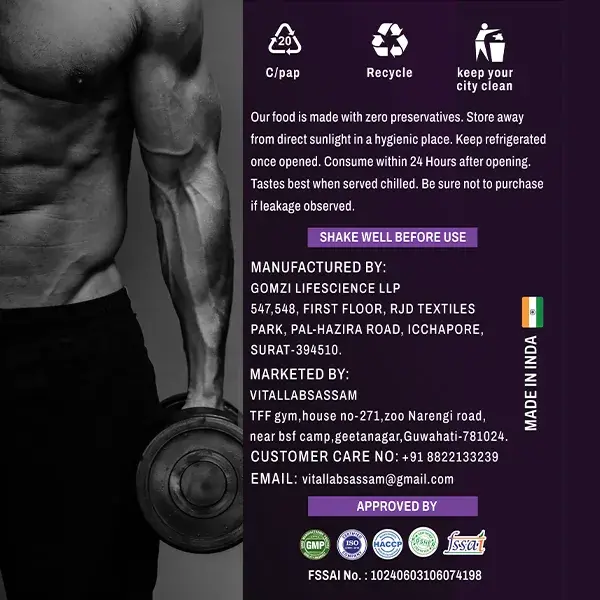 20
C/pap
Recycle
keep your
city clean
Our food is made with zero preservatives. Store away
from direct sunlight in a hygienic place. Keep refrigerated
once opened. Consume within 24 Hours after opening.
Tastes best when served chilled. Be sure not to purchase
if leakage observed.
SHAKE WELL BEFORE USE
MANUFACTURED BY:
GOMZI LIFESCIENCE LLP
547,548, FIRST FLOOR, RJD TEXTILES
PARK, PAL-HAZIRA ROAD, ICCHAPORE,
SURAT-394510.
MADE IN INDA
MARKETED BY:
VITALLABSASSAM
TFF gym,house no-271,zoo Narengi road,
near bsf camp,geetanagar,Guwahati-781024.
CUSTOMER CARE NO: +91 8822133239
EMAIL: vitallabsassam@gmail.com
APPROVED BY
GMP ISO HACCP fssai
FSSAI No. : 10240603106074198